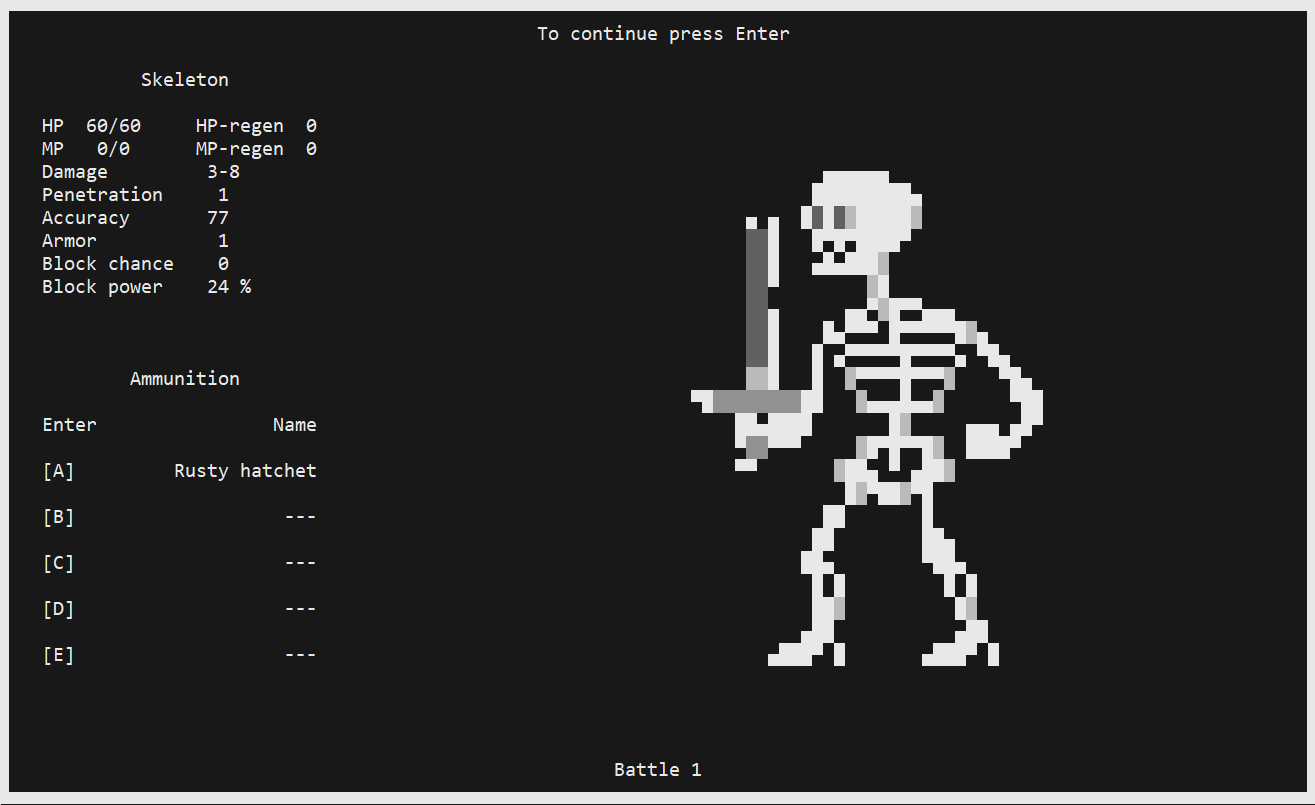 To continue press Enter
Skeleton
HP 60/60 HP-regen 0
MP 0/0 MP-regen 0
Damage 3-8
Penetration 1
Accuracy 77
Armor 1
Block chance 0
Block power 24 %
Ammunition
Enter Name
[A] Rusty hatchet
[B] ---
[C] ---
[D] ---
[E] ---
Battle 1